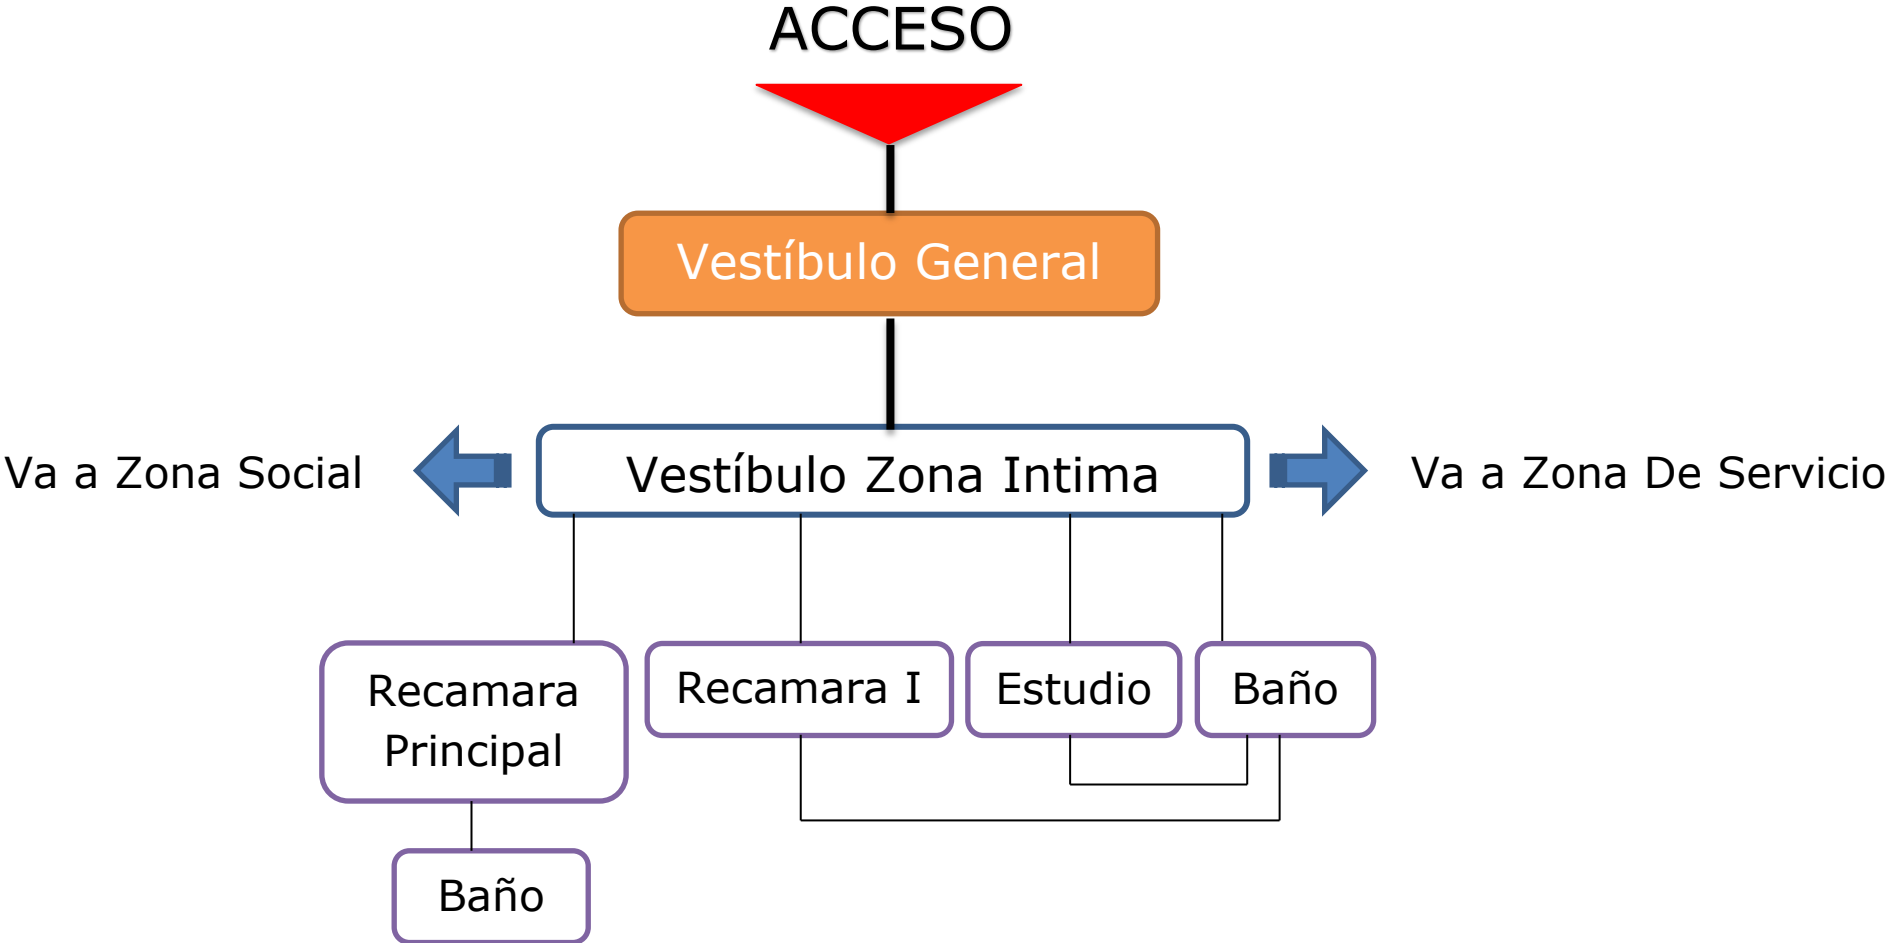 ACCESO
Vestíbulo General
Va a Zona Social
Vestíbulo Zona Intima
Va a Zona De Servicio
Recamara
Principal
Recamara I
Estudio
Baño
Baño